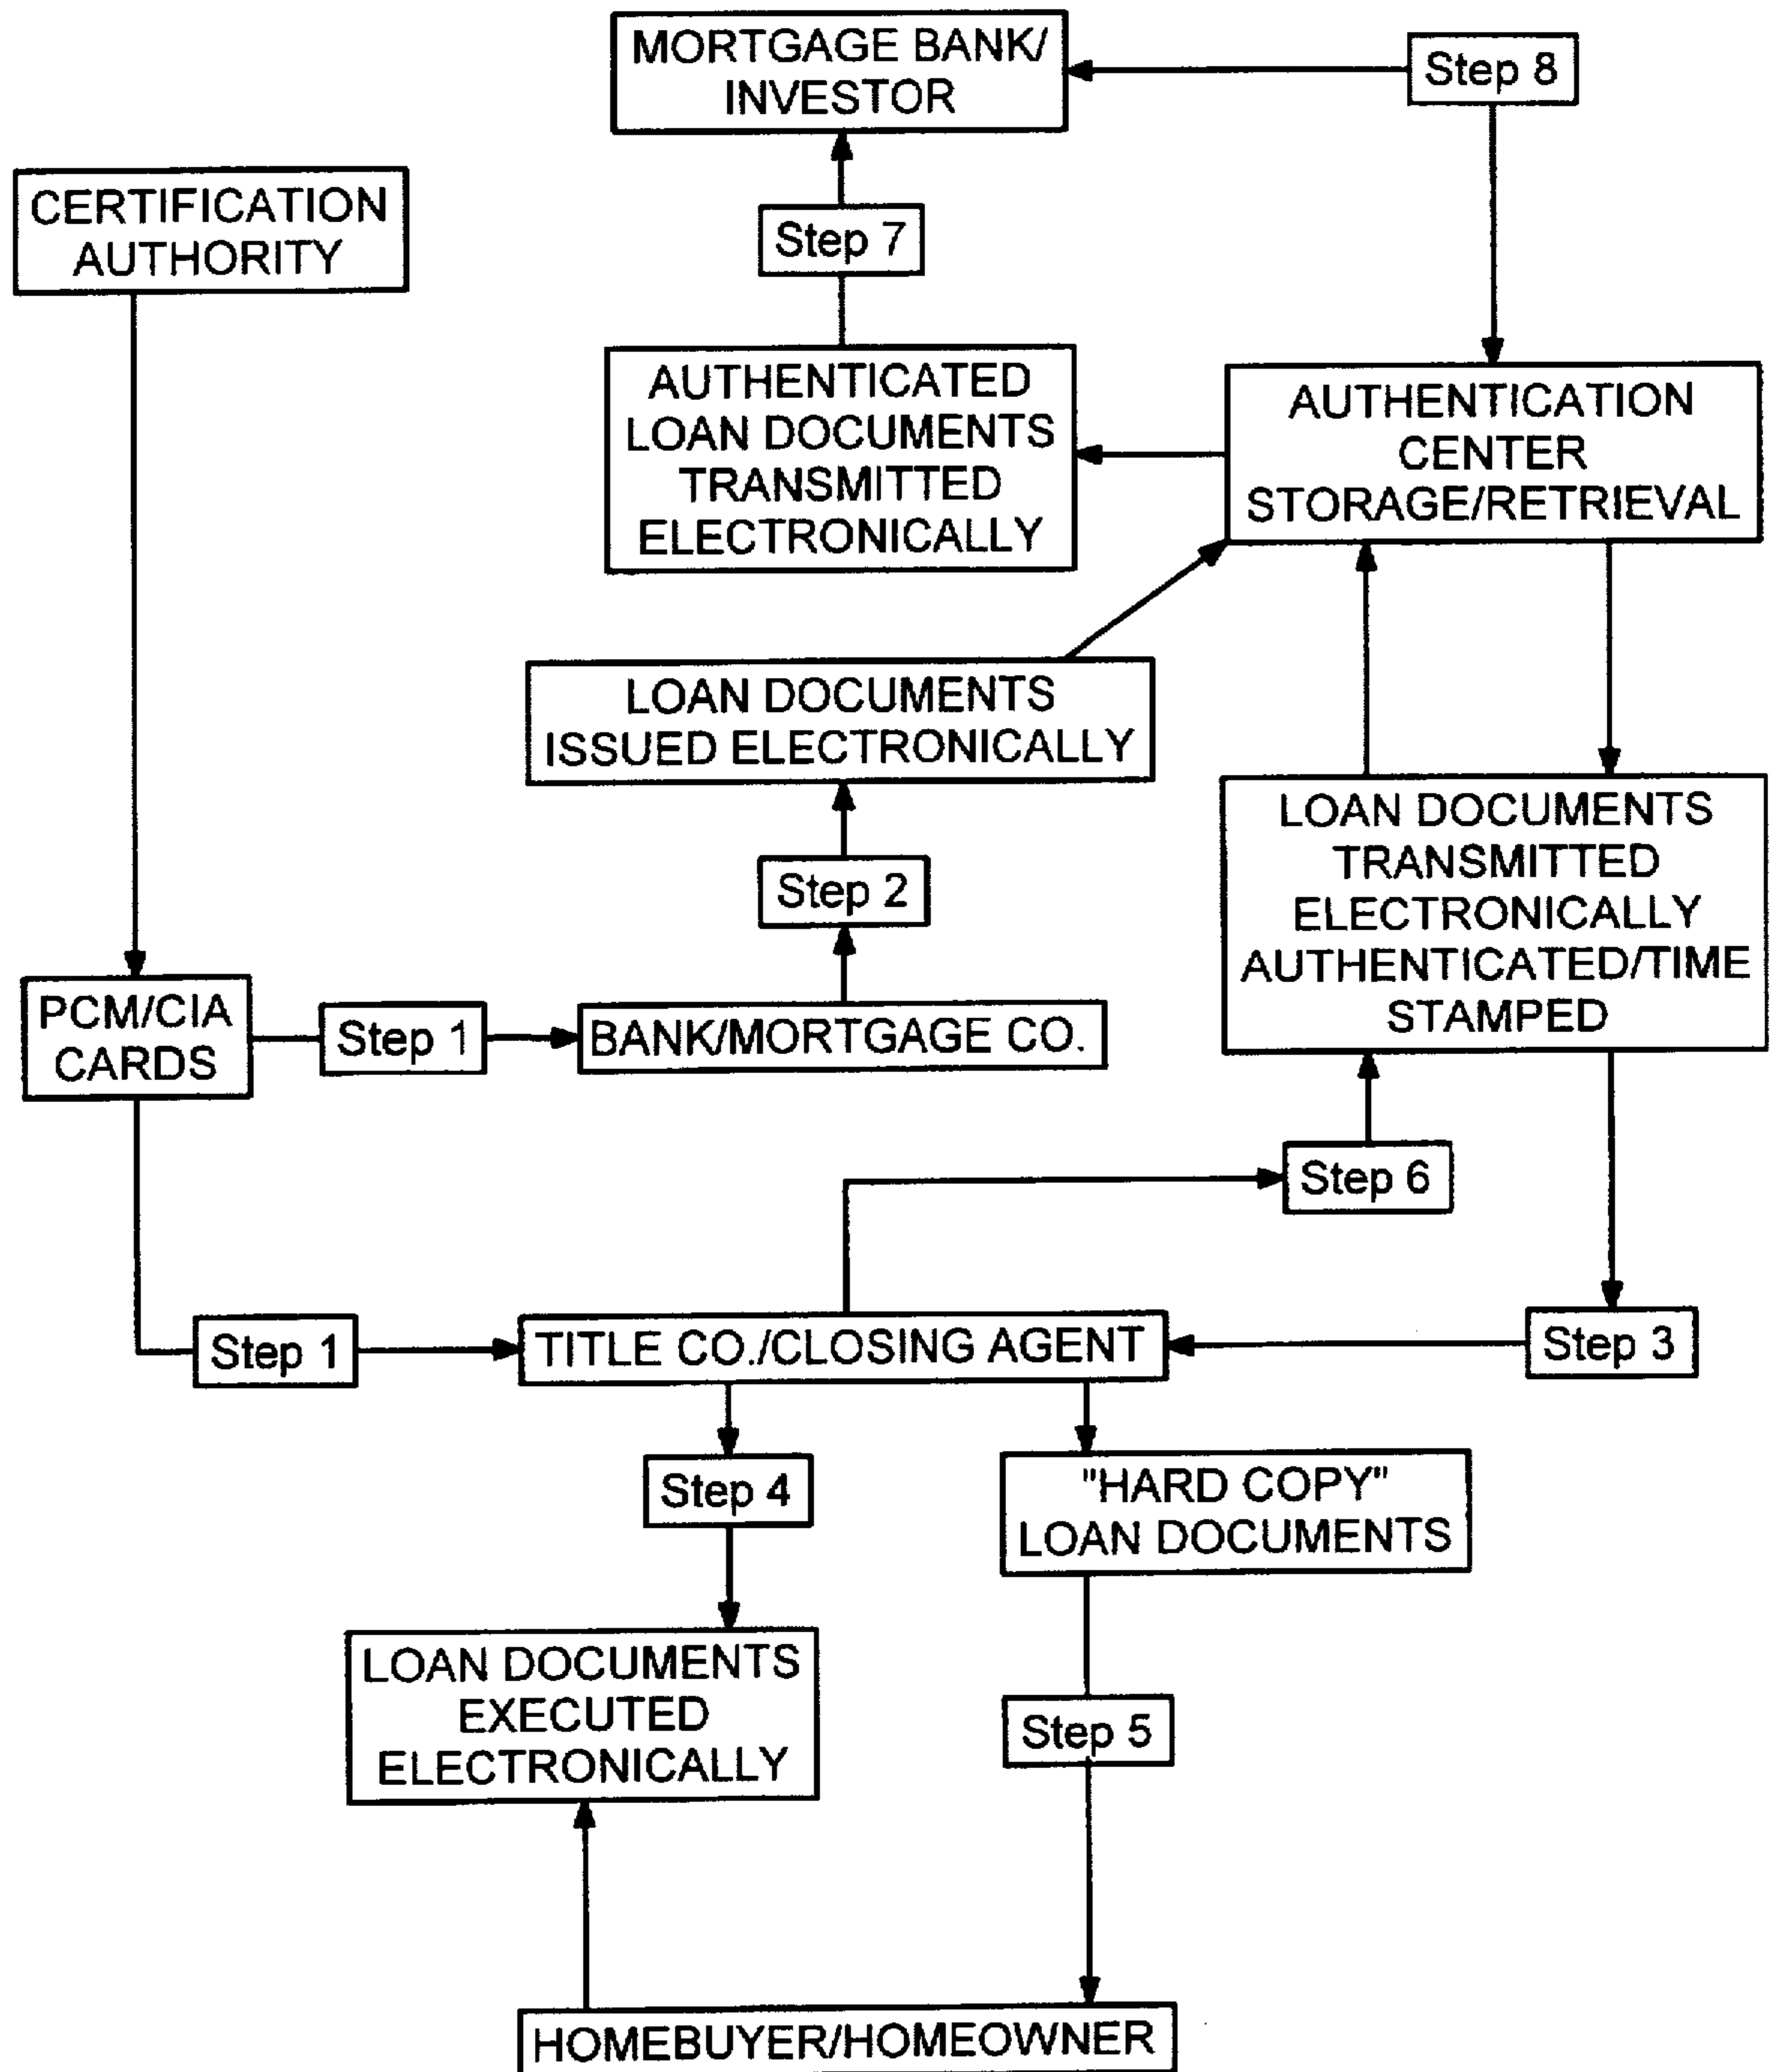 MORTGAGE BANK/
INVESTOR
Step 8
CERTIFICATION
AUTHORITY
Step 7
AUTHENTICATED
LOAN DOCUMENTS
TRANSMITTED
ELECTRONICALLY
AUTHENTICATION
CENTER
STORAGE/RETRIEVAL
LOAN DOCUMENTS
ISSUED ELECTRONICALLY
LOAN DOCUMENTS
TRANSMITTED
ELECTRONICALLY
AUTHENTICATED/TIME
STAMPED
Step 2
PCM/CIA
CARDS
Step 1
BANK/MORTGAGE CO.
Step 6
Step 1
TITLE CO./CLOSING AGENT
Step 3
Step 4
"HARD COPY"
LOAN DOCUMENTS
LOAN DOCUMENTS
EXECUTED
ELECTRONICALLY
Step 5
HOMEBUYER/HOMEOWNER